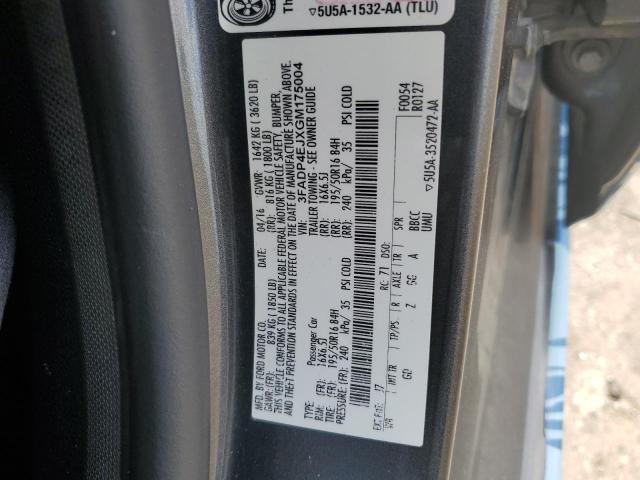 Th
▽5U5A-1532-AA (TLU)
MFD. BY FORD MOTOR CO.
04/16 GVWR: 1642 KG ( 3620 LB)
GAWR: (FR): 839 KG ( 1850 LB) (RR): 816 KG ( 1800 LB)
THIS VEHICLE CONFORMS TO ALL APPLICABLE FEDERAL MOTOR VEHICLE SAFETY, BUMPER,
AND THEFT PREVENTION STANDARDS IN EFFECT ON THE DATE OF MANUFACTURE SHOWN ABOVE.
VIN: 3FADP4EJXGM175004
TYPE: Passenger Car TRAILER TOWING - SEE OWNER GUIDE
RIM: (FR): 16X6.5J (RR): 16X6.5J
TIRE (FR): 195/50R16 84H (RR): 195/50R16 84H
PRESSURE: (FR): 240 kPa/ 35 PSI COLD (RR): 240 kPa/ 35 PSI COLD
F0054
R0127
EXT PNT: J7 RC: 71 DSO:
INT TR TP/PS R AXLE TR SPR
GD Z 5G A BBCC
UMU
▽5U5A-3520472-AA